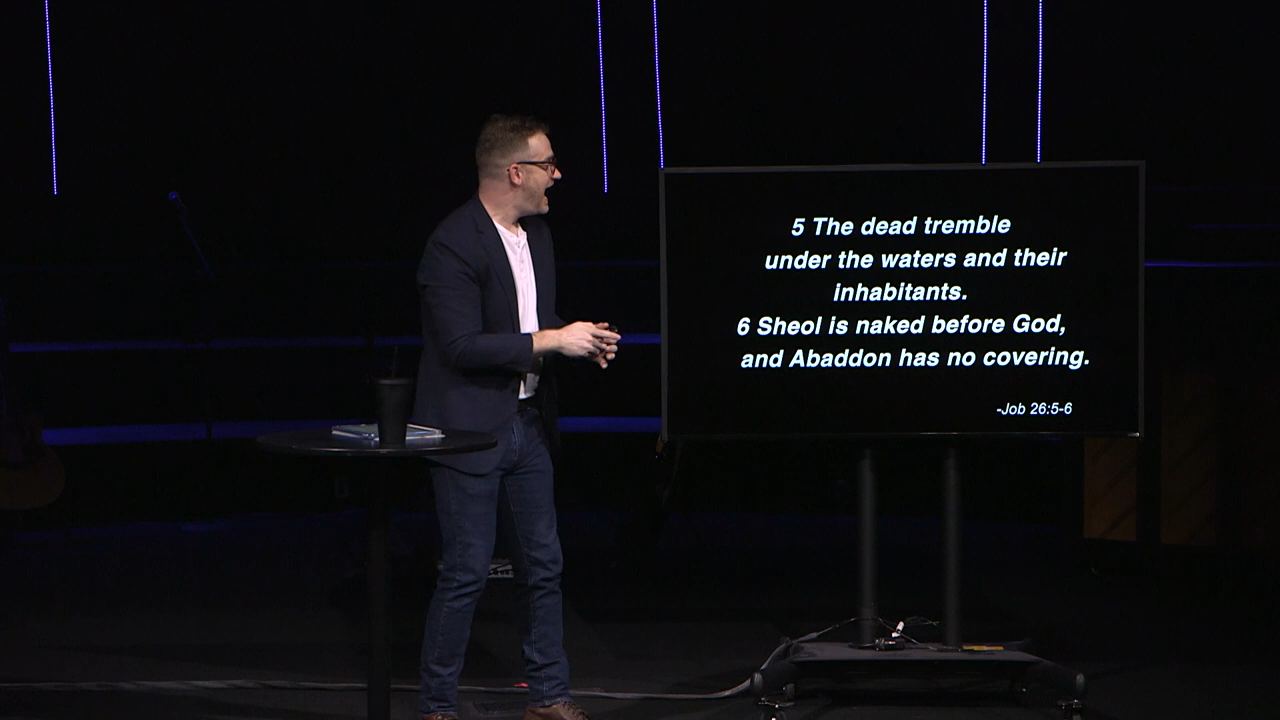 5 The dead tremble
under the waters and their
inhabitants.
6 Sheol is naked before God,
and Abaddon has no covering.
-Job 26:5-6